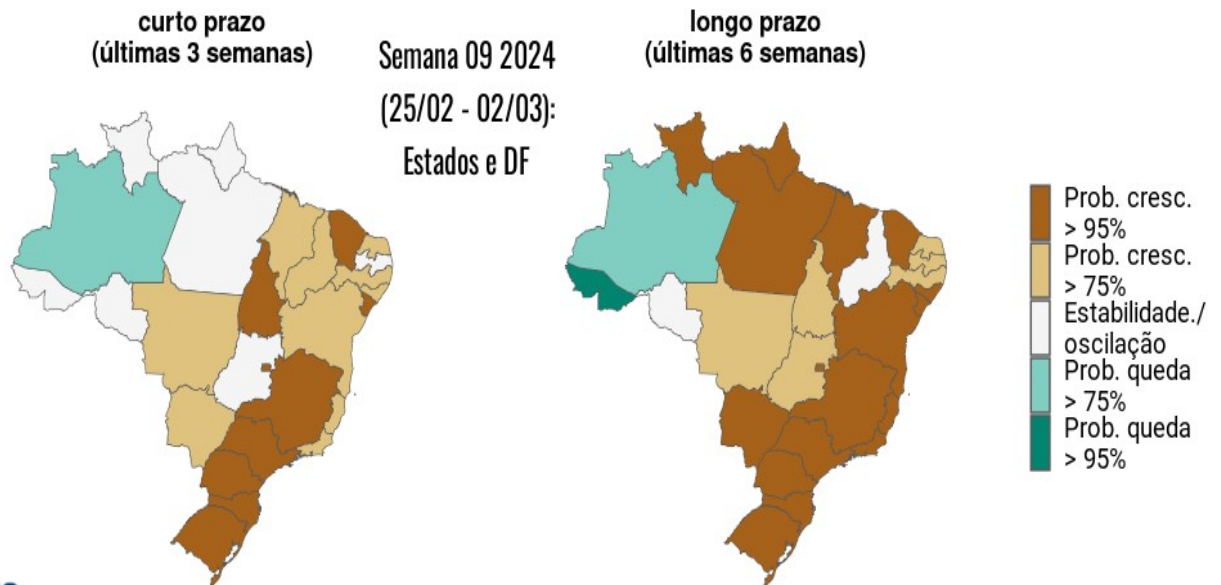 curto prazo
(últimas 3 semanas)
Semana 09 2024
(25/02 - 02/03):
Estados e DF
longo prazo
(últimas 6 semanas)
Prob. cresc.
> 95%
Prob. cresc.
> 75%
Estabilidade./
oscilação
Prob. queda
> 75%
Prob. queda
> 95%